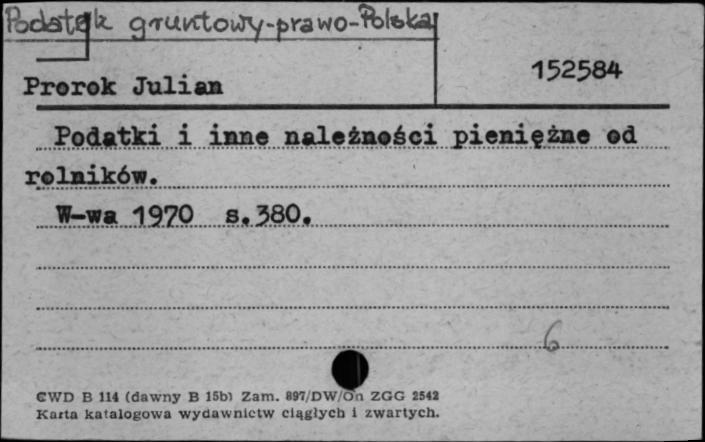 Podatek gruntowy-prawo-Polska
152584
Prorok Julian
Podatki i inne należności pieniężne od
rolników.
W-wa 1970 s.380.
6
CWD B 114 (dawny B 15b) Zam. 897/DW/On ZGG 2542
Karta katalogowa wydawnictw ciągłych i zwartych.